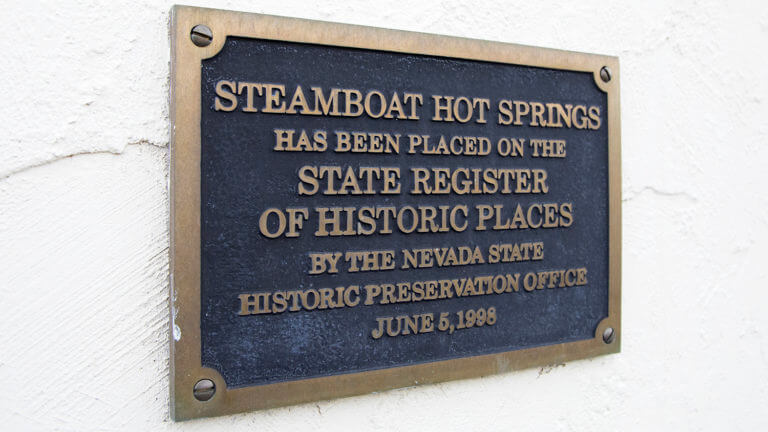 STEAMBOAT HOT SPRINGS
HAS BEEN PLACED ON THE
STATE REGISTER
OF HISTORIC PLACES
BY THE NEVADA STATE
HISTORIC PRESERVATION OFFICE
JUNE 5, 1998